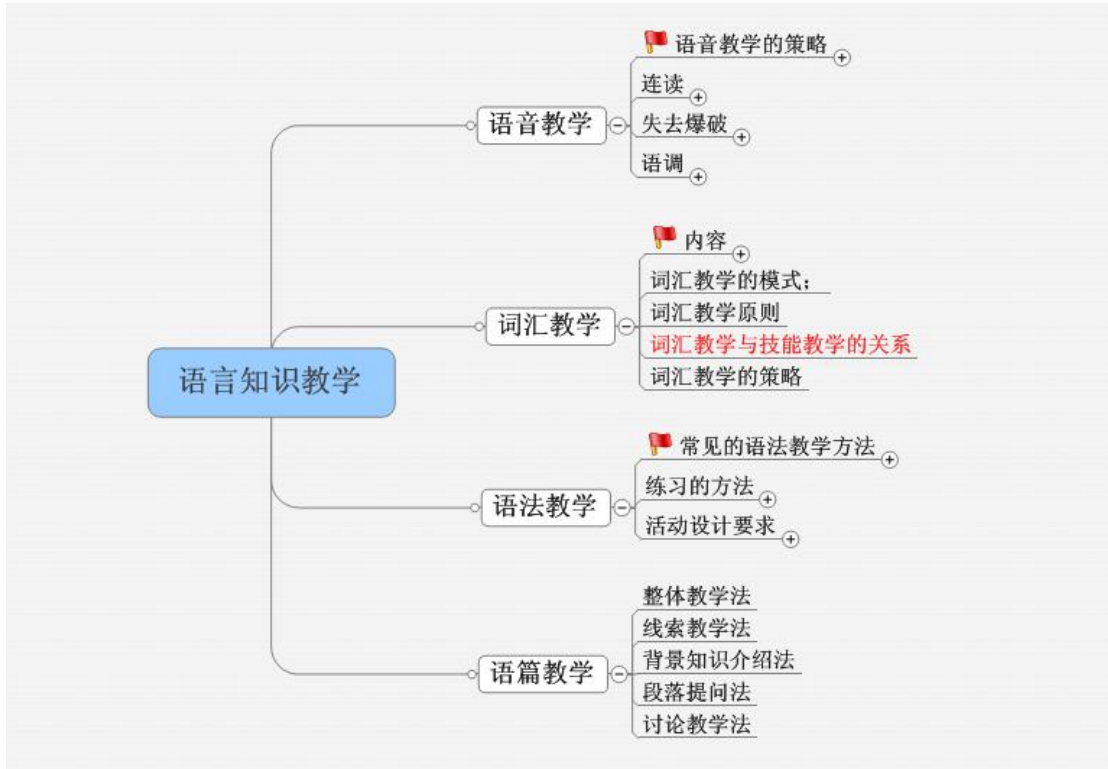 语言知识教学
语音教学
语音教学的策略
连读
失去爆破
语调
词汇教学
内容
词汇教学的模式；
词汇教学原则
词汇教学与技能教学的关系
词汇教学的策略
语法教学
常见的语法教学方法
练习的方法
活动设计要求
语篇教学
整体教学法
线索教学法
背景知识介绍法
段落提问法
讨论教学法